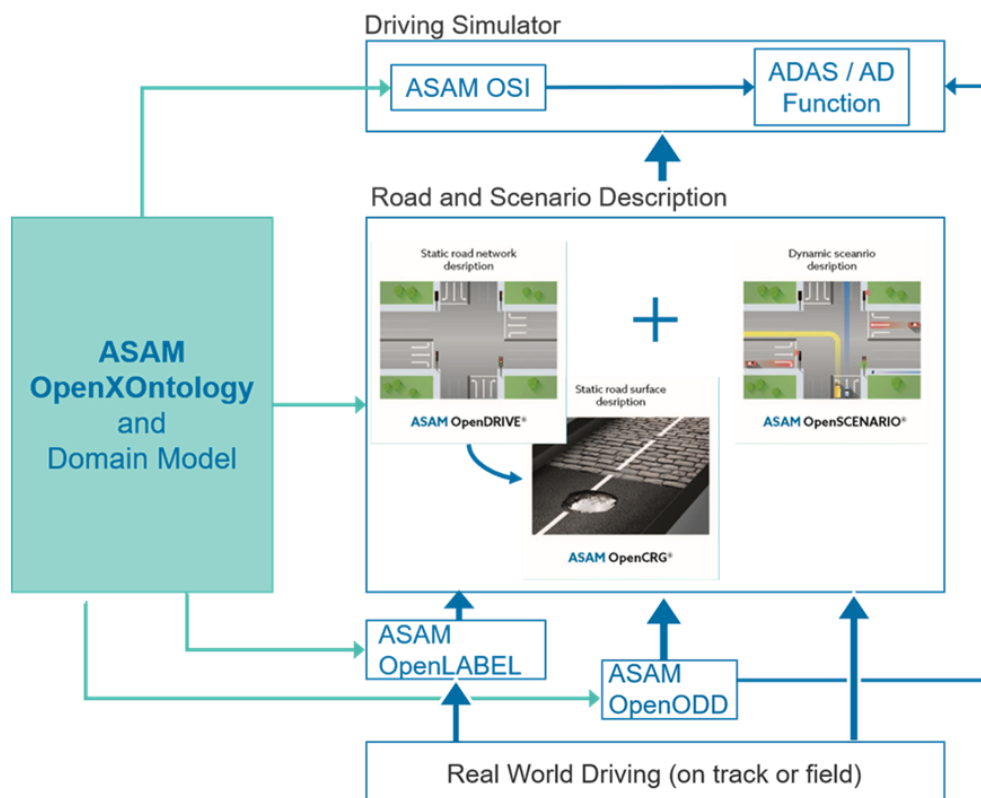 Driving Simulator
ASAM OSI
ADAS / AD
Function
Road and Scenario Description
ASAM
OpenXOntology
and
Domain Model
Static road network
desription
ASAM OpenDRIVE®
+
Dynamic sceanrio
desription
ASAM OpenSCENARIO®
Static road surface
desription
ASAM OpenCRG®
ASAM
OpenLABEL
ASAM
OpenODD
Real World Driving (on track or field)